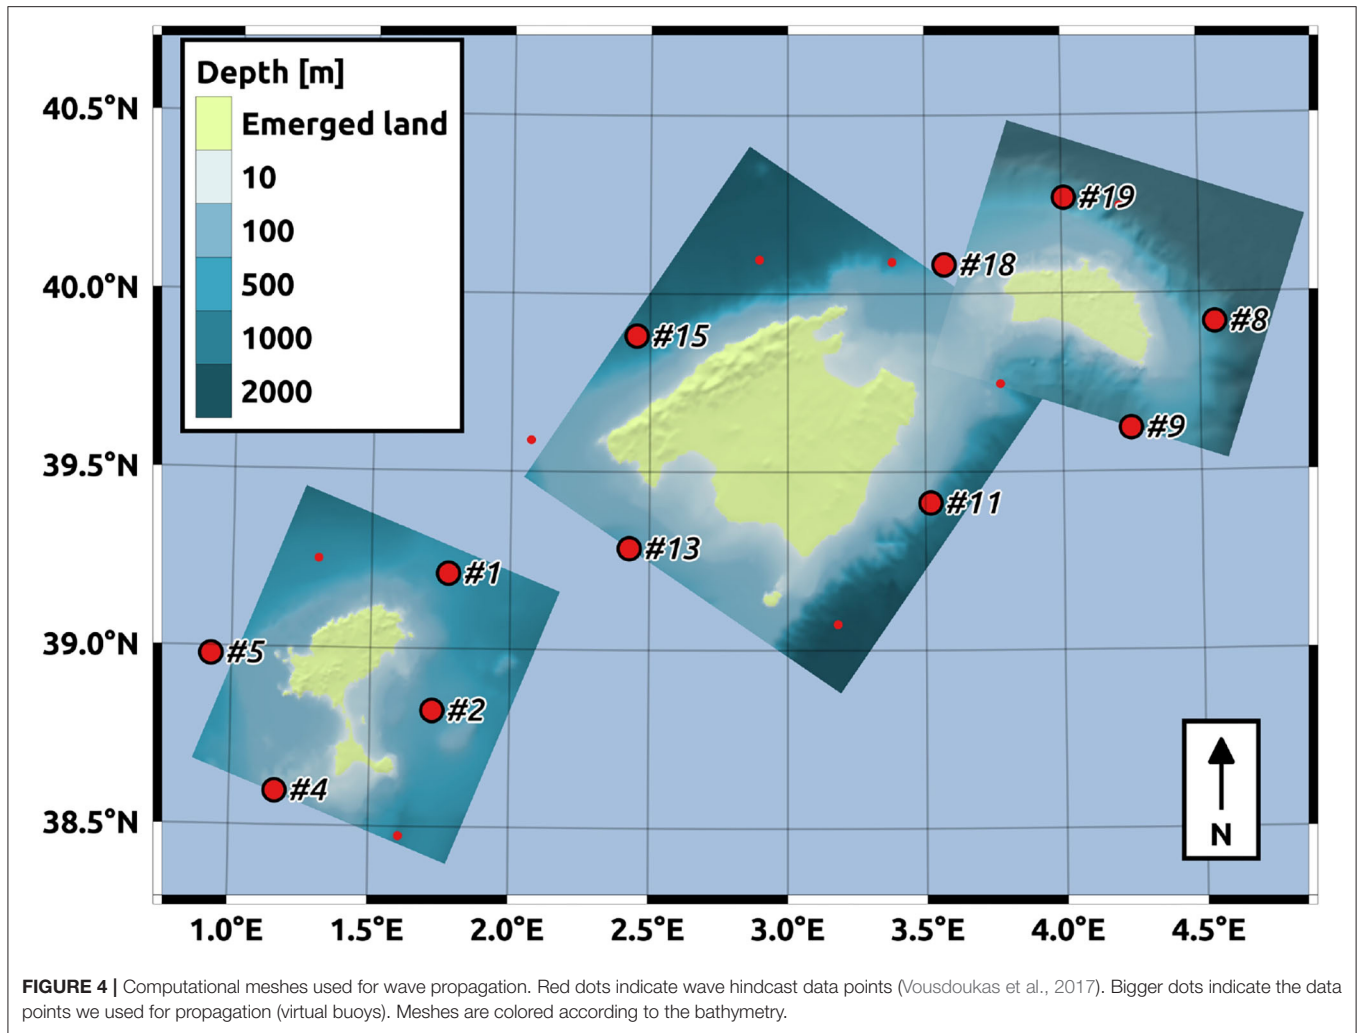 Depth [m]
Emerged land
10
100
500
1000
2000
40.5°N
40.0°N
39.5°N
39.0°N
38.5°N
#19
#18
#8
#15
#9
#11
#13
#1
#5
#2
#4
N
1.0°E 1.5°E 2.0°E 2.5°E 3.0°E 3.5°E 4.0°E 4.5°E
FIGURE 4 | Computational meshes used for wave propagation. Red dots indicate wave hindcast data points (Vousdoukas et al., 2017). Bigger dots indicate the data
points we used for propagation (virtual buoys). Meshes are colored according to the bathymetry.